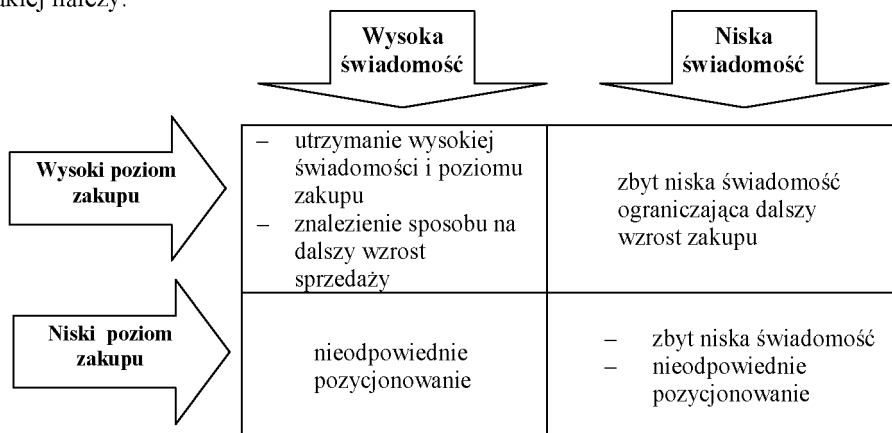 należy:
Wysoka
świadomość
Niska
świadomość
Wysoki poziom
zakupu
– utrzymanie wysokiej
świadomości i poziomu
zakupu
– znalezienie sposobu na
dalszy wzrost
sprzedaży
zbyt niska świadomość
ograniczająca dalszy
wzrost zakupu
Niski poziom
zakupu
nieodpowiednie
pozycjonowanie
– zbyt niska świadomość
– nieodpowiednie
pozycjonowanie